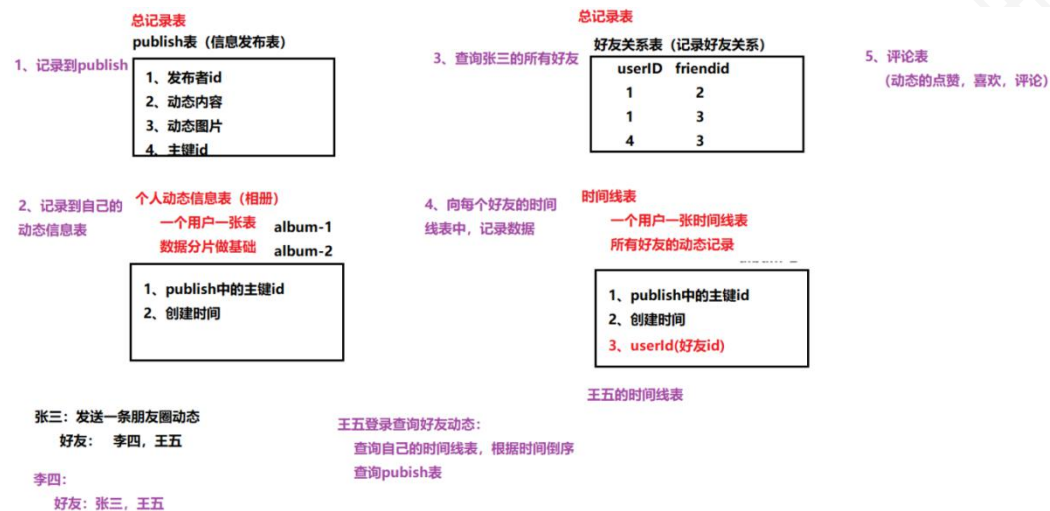 总记录表
publish表（信息发布表）
1、记录到publish
1、发布者id
2、动态内容
3、动态图片
4、主键id
总记录表
好友关系表（记录好友关系）
3、查询张三的所有好友
userID friendid
1 2
1 3
4 3
5、评论表
（动态的点赞，喜欢，评论）
2、记录到自己的
动态信息表
个人动态信息表（相册）
一个用户一张表
数据分片做基础
album-1
album-2
1、publish中的主键id
2、创建时间
4、向每个好友的时间
线表中，记录数据
时间线表
一个用户一张时间线表
所有好友的动态记录
1、publish中的主键id
2、创建时间
3、userId(好友id)
王五的时间线表
张三：发送一条朋友圈动态
好友： 李四，王五
李四：
好友：张三，王五
王五登录查询好友动态：
查询自己的时间线表，根据时间倒序
查询pubish表